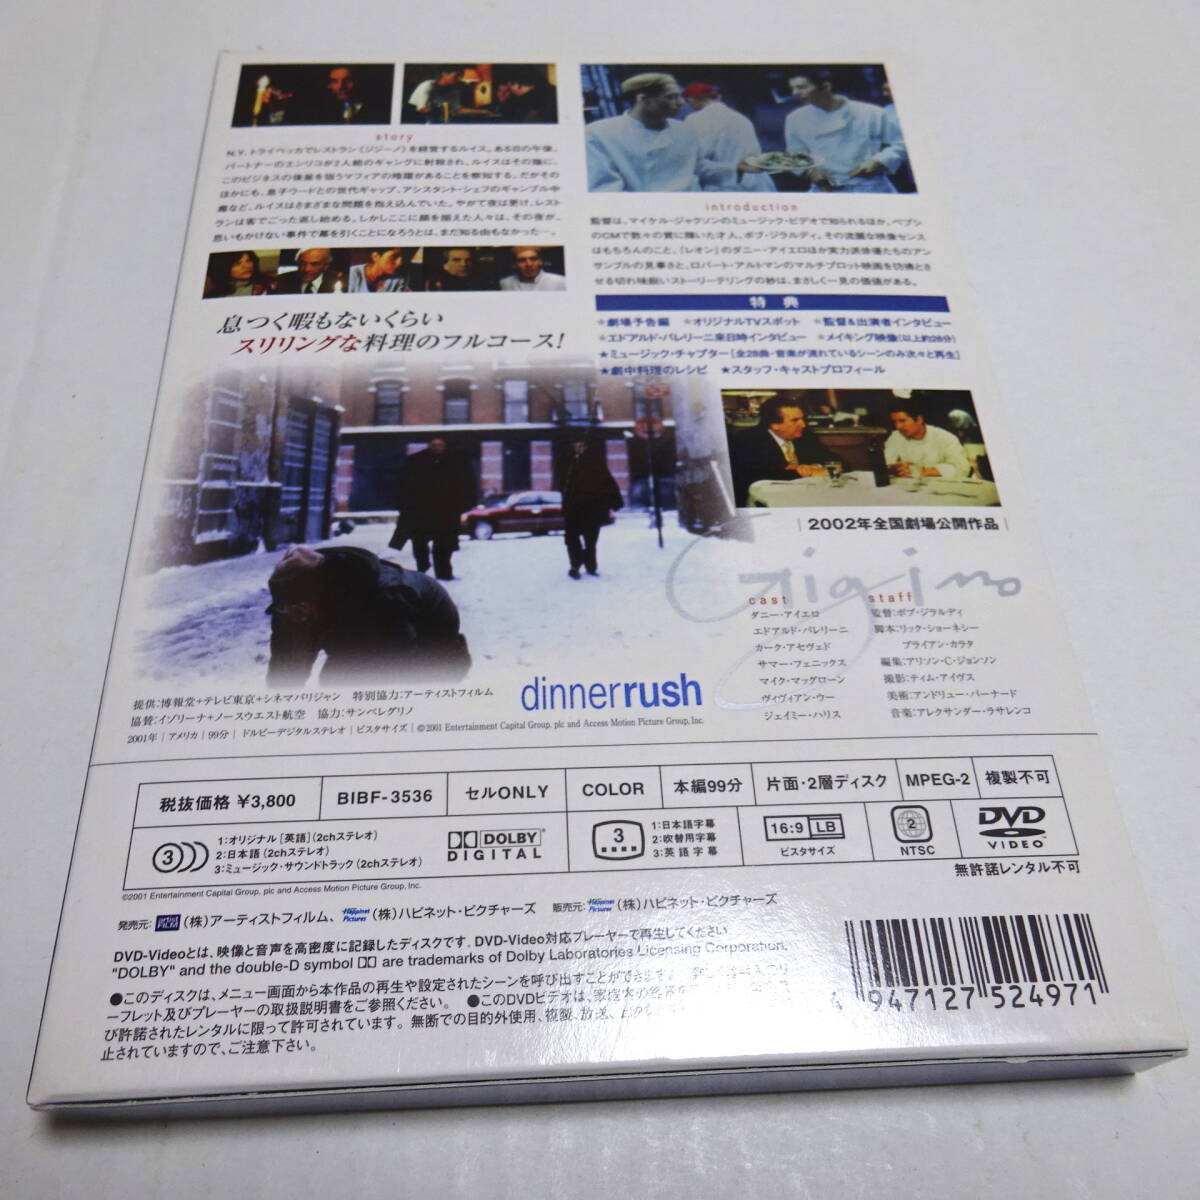 story
N.Y.トライベッカでレストラン〈ジジーノ〉を経営するルイス。ある日の午後、
パートナーのエンリコが2人組のギャングに射殺され、ルイスはその陰に、
このビジネスの後釜を狙うマフィアの暗躍があることを察知する。だがその
ほかにも、息子ウードとの世代ギャップ、アシスタント・シェフのギャンブル中
毒など、ルイスはさまざまな問題を抱え込んでいた。やがて夜は更け、レスト
ランは客でごった返し始める。しかしここに顔を揃えた人々は、その夜が、
思いもかけない事件で幕を引くことになろうとは、まだ知る由もなかった…。
息つく暇もないくらい
スリリングな料理のフルコース!
introduction
監督は、マイケル・ジャクソンのミュージック・ビデオで知られるほか、ペプシ
のCMで数々の賞に輝いた才人、ボブ・ジラルディ。その流麗な映像センス
はもちろんのこと、『レオン』のダニー・アイエロほか実力派俳優たちのアン
サンブルの見事さと、ロバート・アルトマンのマルチプロット映画を彷彿とさ
せる切れ味鋭いストーリーテリングの妙は、まさしく一見の価値がある。
特典
★劇場予告編 ★オリジナルTVスポット ★監督&出演者インタビュー
★エドアルド・バレリーニ来日時インタビュー ★メイキング映像(以上約28分)
★ミュージック・チャプター[全28曲・音楽が流れているシーンのみ次々と再生]
★劇中料理のレシピ ★スタッフ・キャストプロフィール
2002年全国劇場公開作品
Gigino
cast
ダニー・アイエロ
エドアルド・バレリーニ
カーク・アセヴェド
サマー・フェニックス
マイク・マッグローン
ヴィヴィアン・ウー
ジェイミー・ハリス
staff
監督:ボブ・ジラルディ
脚本:リック・ショーネシー
ブライアン・カラタ
編集:アリソン・C・ジョンソン
撮影:ティム・アイヴス
美術:アンドリュー・バーナード
音楽:アレクサンダー・ラサレンコ
dinnerrush
提供:博報堂+テレビ東京+シネマパリジャン 特別協力:アーティストフィルム
協賛:イゾリーナ+ノースウエスト航空 協力:サンペレグリノ
2001年|アメリカ|99分|ドルビーデジタルステレオ|ビスタサイズ|©2001 Entertainment Capital Group, plc and Access Motion Picture Group, Inc.
税抜価格 ¥3,800
BIBF-3536
セルONLY
COLOR
本編99分
片面・2層ディスク
MPEG-2
複製不可
3
1:オリジナル[英語](2chステレオ)
2:日本語(2chステレオ)
3:ミュージック・サウンドトラック(2chステレオ)
DOLBY
DIGITAL
3
1:日本語字幕
2:吹替用字幕
3:英語字幕
16:9 LB
ビスタサイズ
2
NTSC
DVD
VIDEO
©2001 Entertainment Capital Group, plc and Access Motion Picture Group, Inc.
無許諾レンタル不可
発売元: artist FILM (株)アーティストフィルム、 Happinet Pictures (株)ハピネット・ピクチャーズ 販売元: Happinet Pictures (株)ハピネット・ピクチャーズ
DVD-Videoとは、映像と音声を高密度に記録したディスクです。DVD-Video対応プレーヤーで再生してください
"DOLBY" and the double-D symbol are trademarks of Dolby Laboratories Licensing Corporation.
●このディスクは、メニュー画面から本作品の再生や設定されたシーンを呼び出すことができます。
ーフレット及びプレーヤーの取扱説明書をご参照ください。 ●このDVDビデオは、
び許諾されたレンタルに限って許可されています。無断での目的外使用、複製、放送、
止されていますので、ご注意下さい。
4 947127 524971